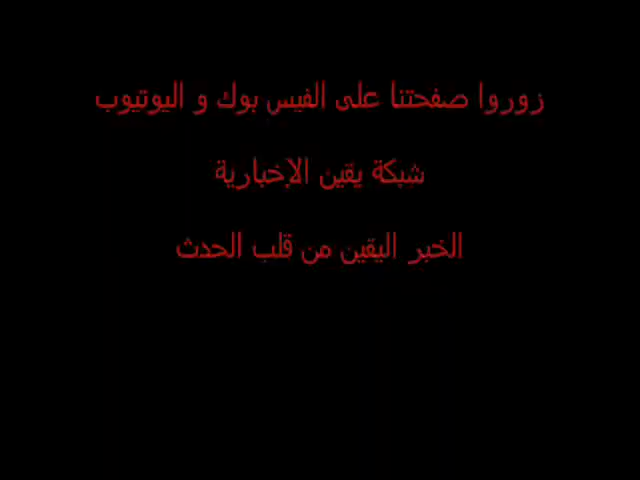 زوروا صفحتنا على الفيس بوك و اليوتيوب
شبكة يقين الإخبارية
الخبر اليقين من قلب الحدث